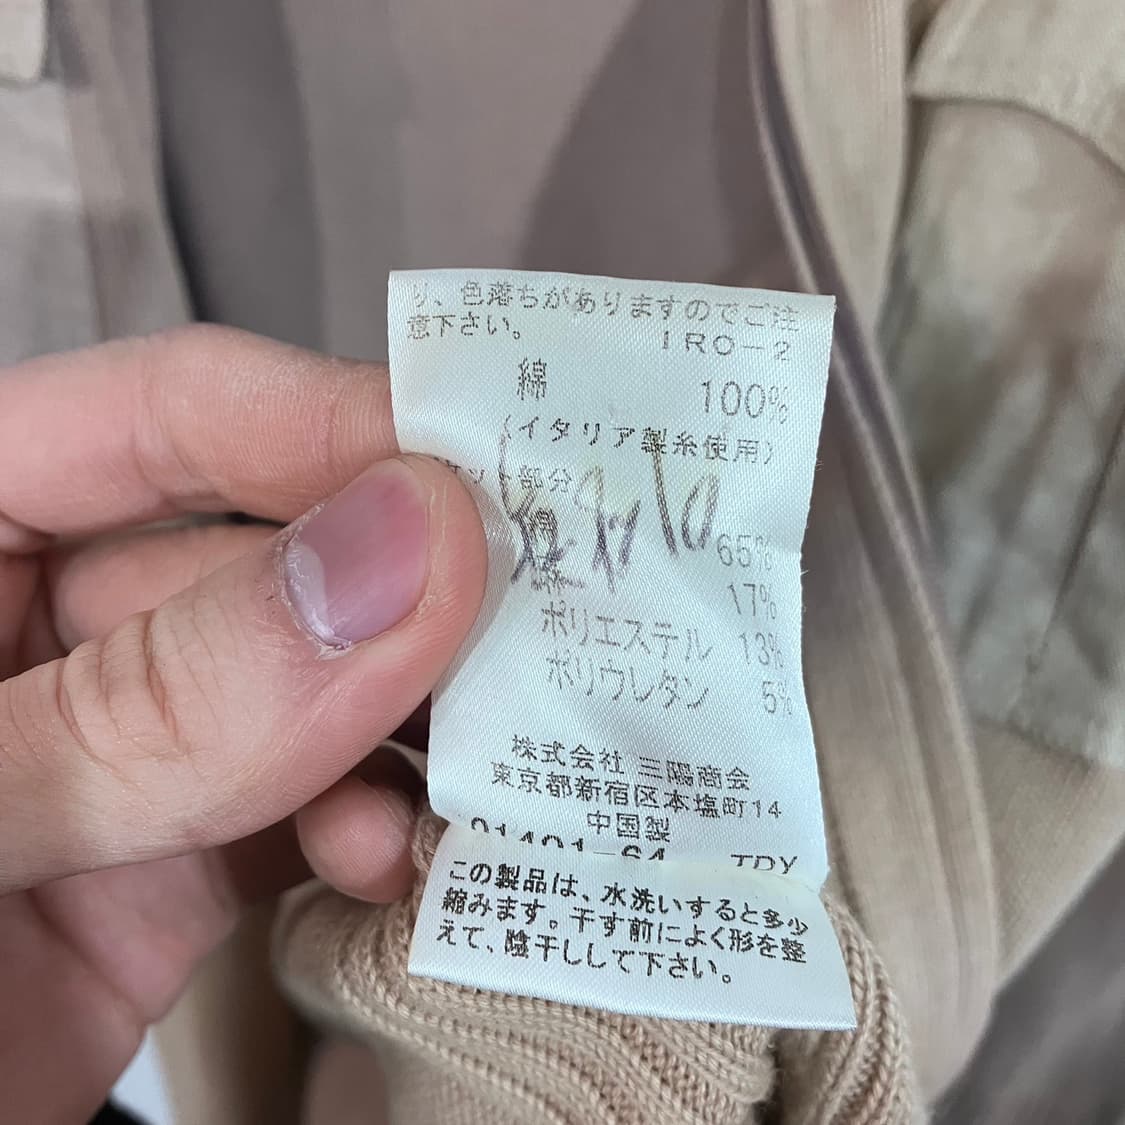 り、色落ちがありますのでご注
意下さい。
IRO-2
綿 100%
(イタリア製糸使用)
部分
綿 65%
麻 17%
ポリエステル 13%
ポリウレタン 5%
株式会社 三陽商会
東京都新宿区本塩町14
中国製
TDY
この製品は、水洗いすると多少
縮みます。干す前によく形を整
えて、陰干しして下さい。